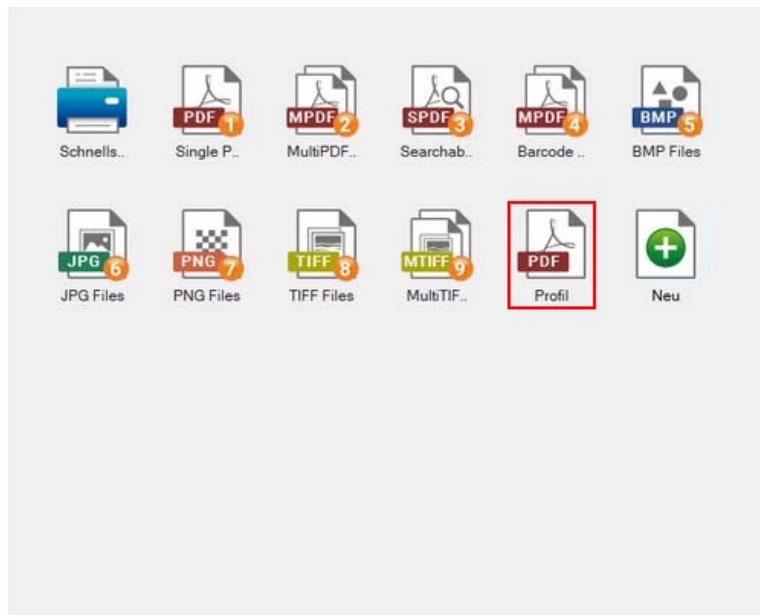 PDF 1 MPDF 2 SPDF 3 MPDF 4 BMP 5
Schnells.. Single P.. MultiPDF.. Searchab.. Barcode .. BMP Files
JPG 6 PNG 7 TIFF 8 MTIFF 9 PDF
JPG Files PNG Files TIFF Files MultiTIF.. Profil Neu